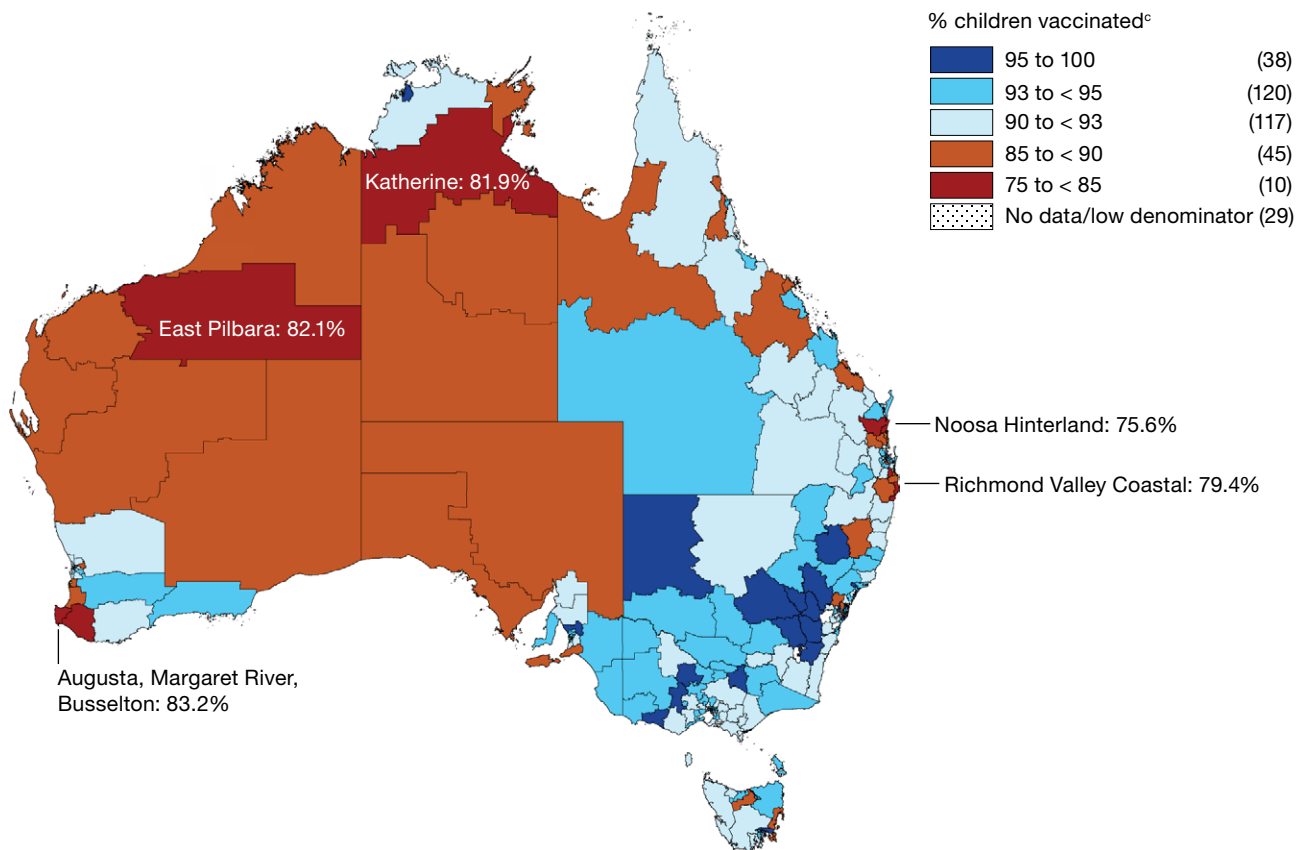 % children vaccinatedᶜ
95 to 100 (38)
93 to < 95 (120)
90 to < 93 (117)
85 to < 90 (45)
75 to < 85 (10)
No data/low denominator (29)
Katherine: 81.9%
East Pilbara: 82.1%
Noosa Hinterland: 75.6%
Richmond Valley Coastal: 79.4%
Augusta, Margaret River,
Busselton: 83.2%